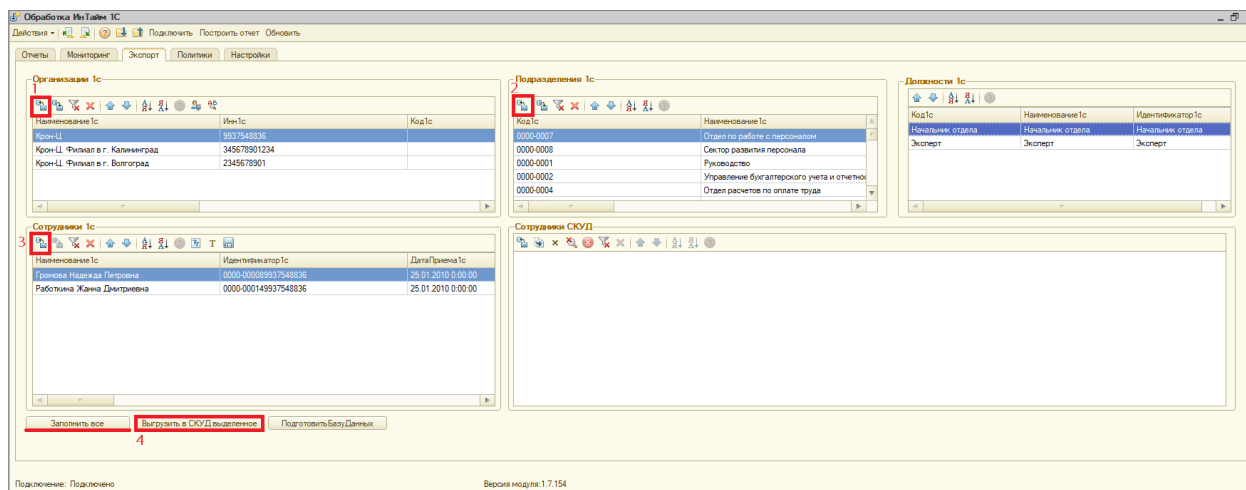 Обработка ИнТайм 1С
Действия Подключить Построить отчет Обновить
Отчеты Мониторинг Экспорт Политики Настройки
Организации 1с
1
Наименование1с Инн1с Код1с
Крон-Ц 9937548836
Крон-Ц. Филиал в г. Калининград 345678901234
Крон-Ц. Филиал в г. Волгоград 2345678901
Подразделения 1с
2
Код1с Наименование1с
0000-0007 Отдел по работе с персоналом
0000-0008 Сектор развития персонала
0000-0001 Руководство
0000-0002 Управление бухгалтерского учета и отчетнос
0000-0004 Отдел расчетов по оплате труда
Должности 1с
Код1с Наименование1с Идентификатор1с
Начальник отдела Начальник отдела Начальник отдела
Эксперт Эксперт Эксперт
Сотрудники 1с
3
T
Наименование1с Идентификатор1с ДатаПриема1с
Громова Надежда Петровна 0000-000089937548836 25.01.2010 0:00:00
Работкина Жанна Дмитриевна 0000-000149937548836 25.01.2010 0:00:00
Сотрудники СКУД
Заполнить все Выгрузить в СКУД выделенное ПодготовитьБазуДанных
4
Подключение: Подключено Версия модуля:1.7.154